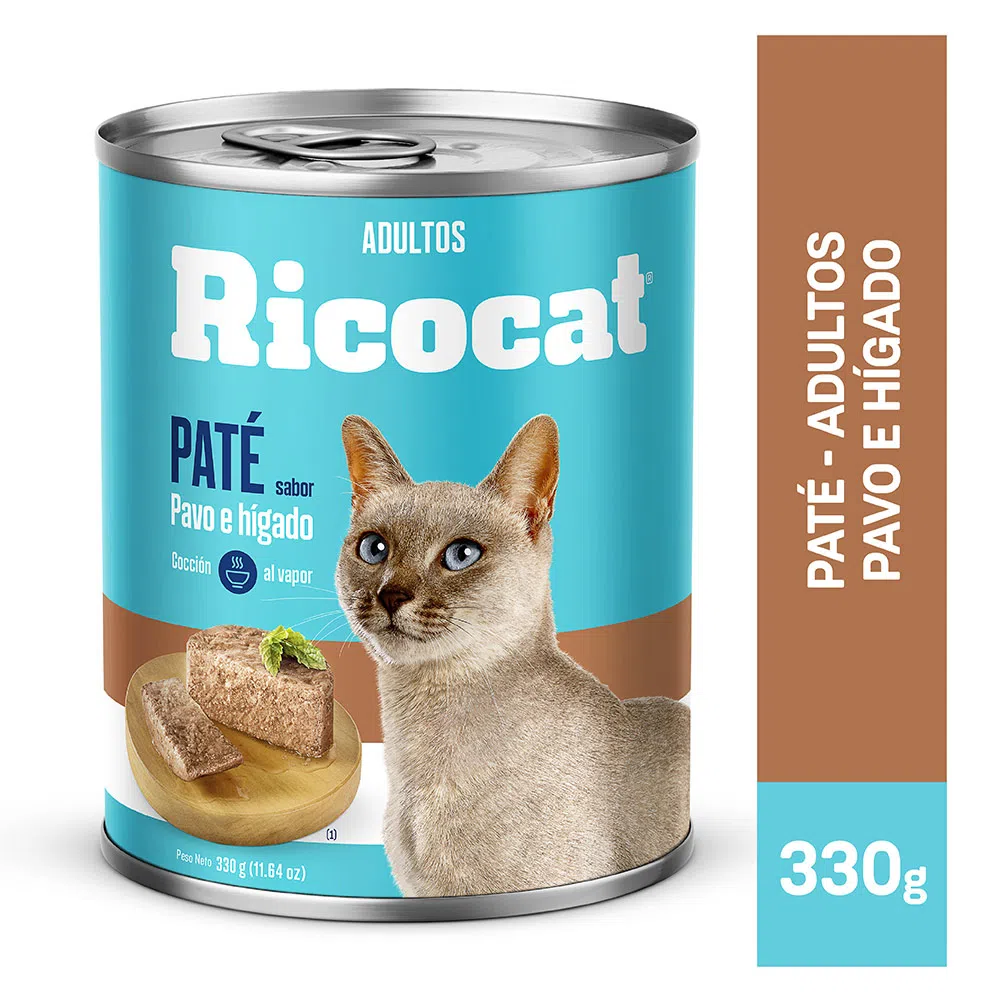 ADULTOS
Ricocat®
PATÉ sabor
Pavo e hígado
Cocción al vapor
(1)
Peso Neto 330 g (11.64 oz)
PATÉ - ADULTOS
PAVO E HÍGADO
330g